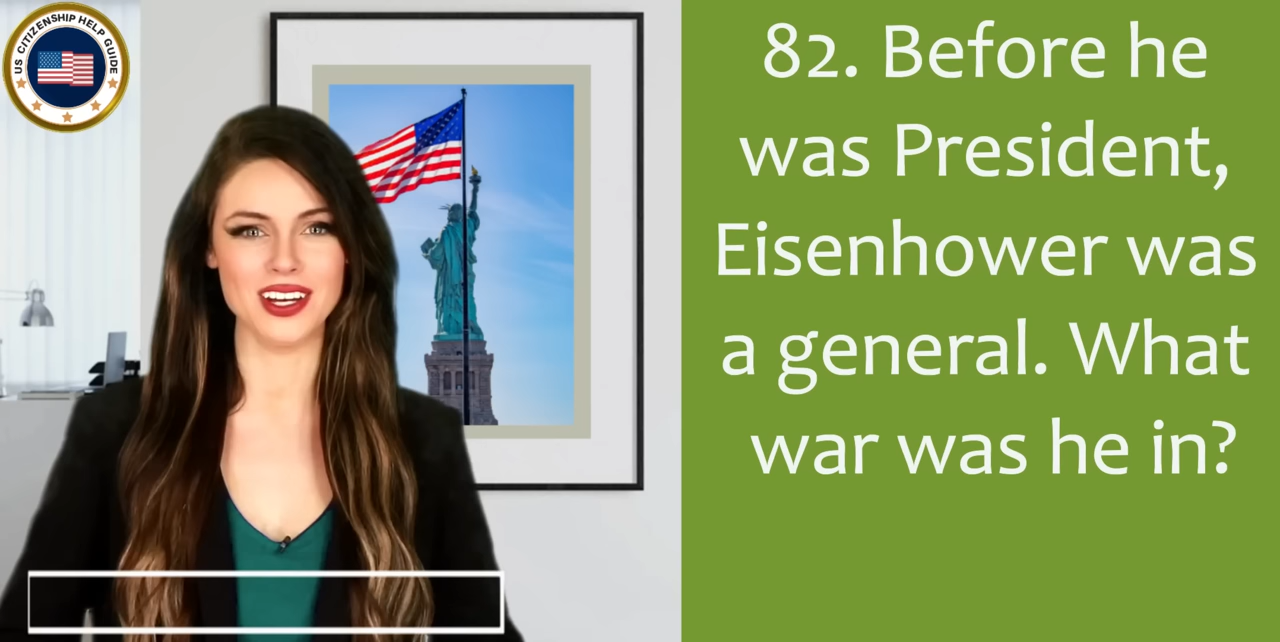 US CITIZENSHIP HELP GUIDE
82. Before he
was President,
Eisenhower was
a general. What
war was he in?